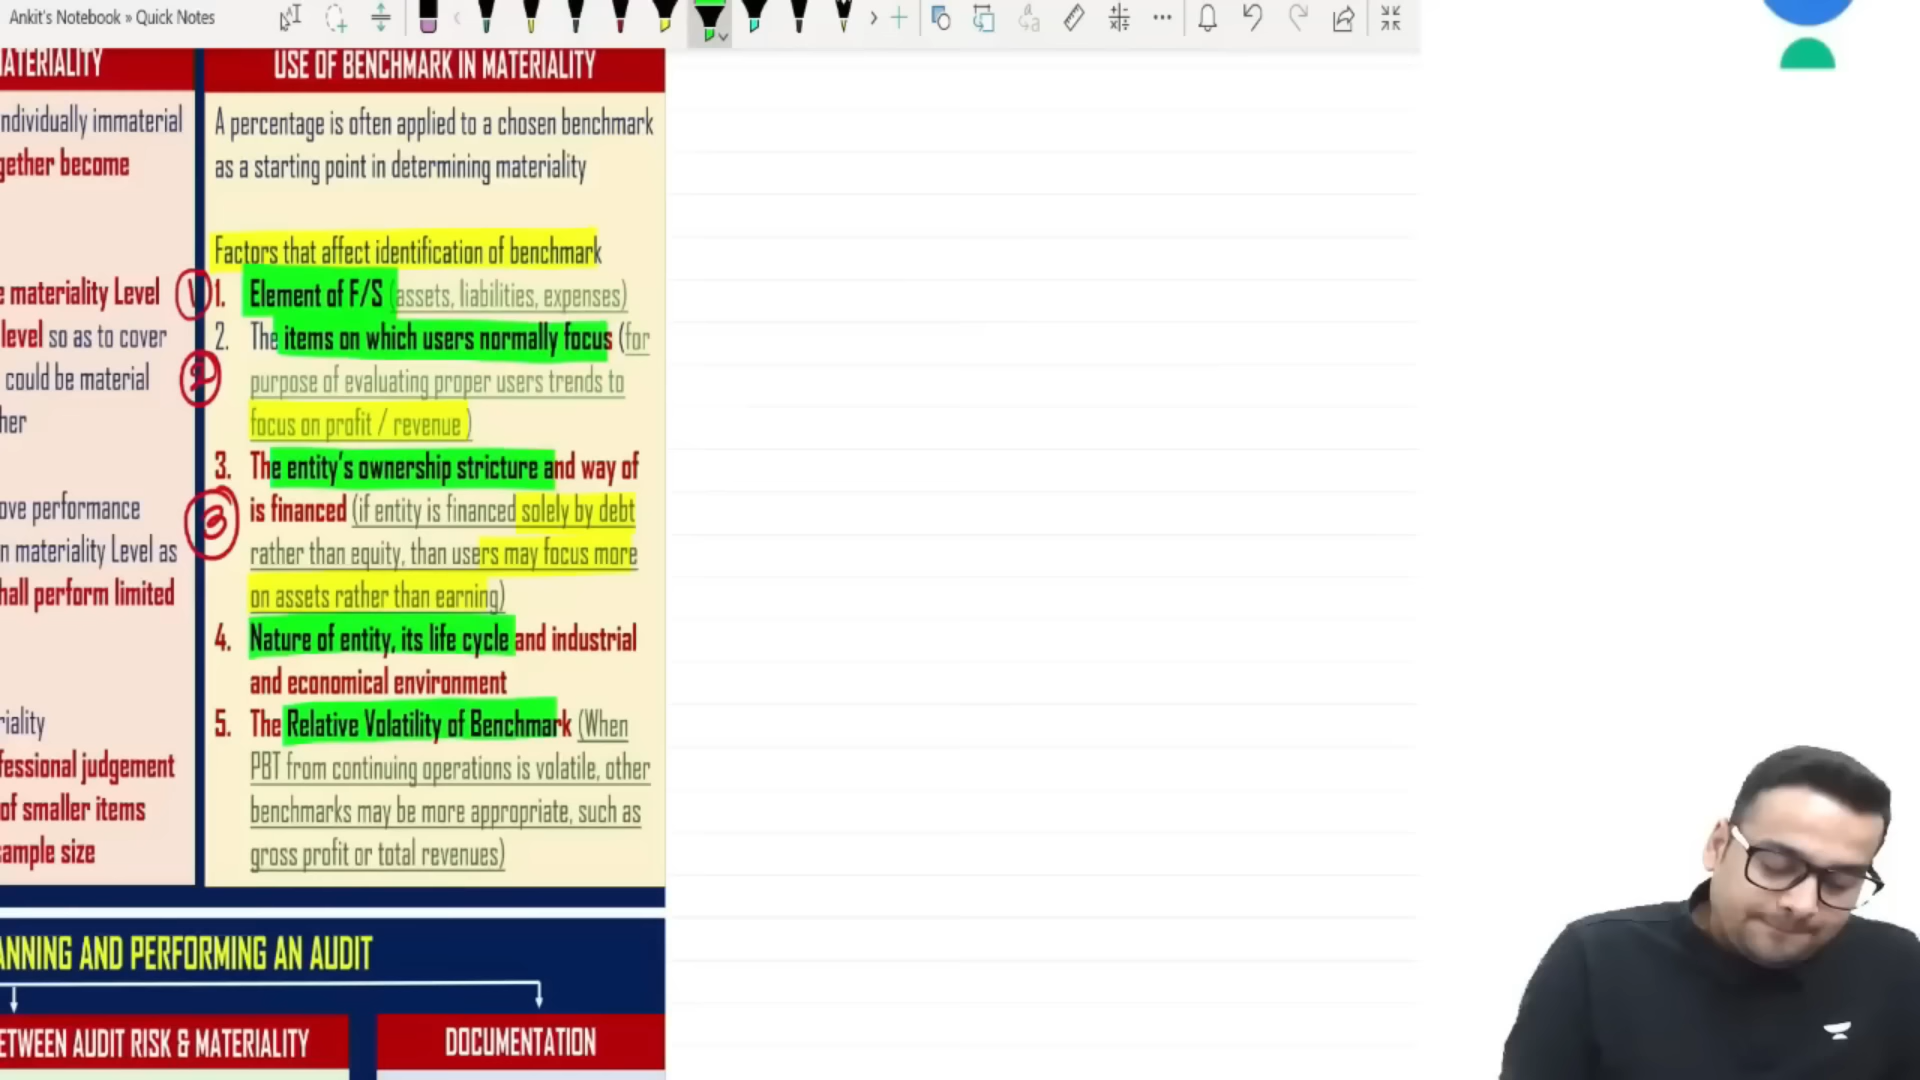 Ankit's Notebook » Quick Notes
ATERIALITY
ndividually immaterial
gether become
e materiality Level
level so as to cover
could be material
her
ove performance
n materiality Level as
hall perform limited
riality
fessional judgement
of smaller items
ample size
USE OF BENCHMARK IN MATERIALITY
A percentage is often applied to a chosen benchmark
as a starting point in determining materiality
Factors that affect identification of benchmark
1
1. Element of F/S (assets, liabilities, expenses)
2. The items on which users normally focus (for
2
purpose of evaluating proper users trends to
focus on profit / revenue )
3. The entity's ownership stricture and way of
3
is financed (if entity is financed solely by debt
rather than equity, than users may focus more
on assets rather than earning)
4. Nature of entity, its life cycle and industrial
and economical environment
5. The Relative Volatility of Benchmark (When
PBT from continuing operations is volatile, other
benchmarks may be more appropriate, such as
gross profit or total revenues)
ANNING AND PERFORMING AN AUDIT
ETWEEN AUDIT RISK & MATERIALITY
DOCUMENTATION